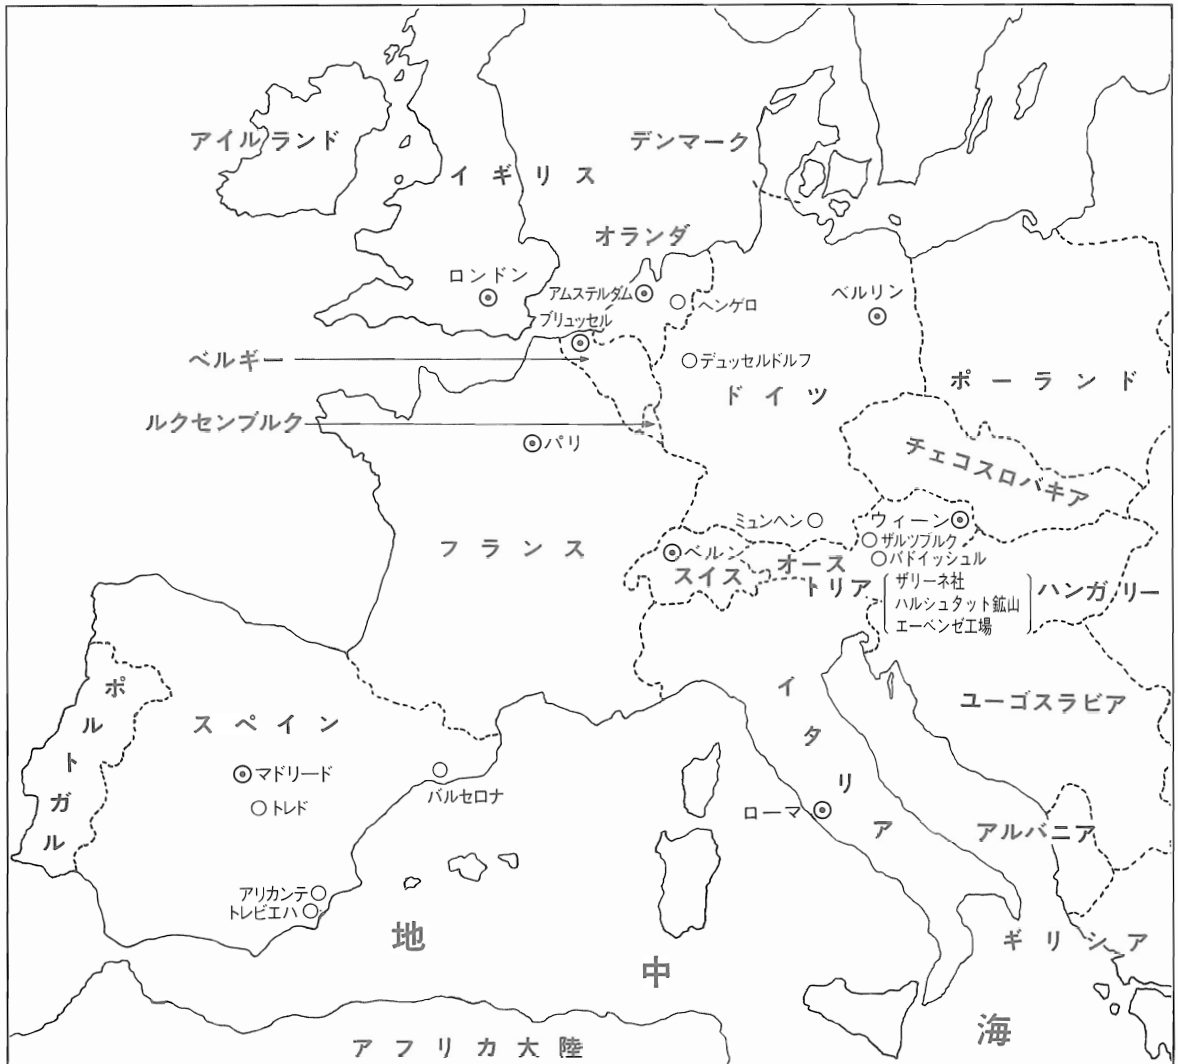 アイルランド
イギリス
デンマーク
オランダ
ロンドン
アムステルダム
ヘンゲロ
ベルリン
ブリュッセル
ベルギー
デュッセルドルフ
ドイツ
ポーランド
ルクセンブルク
パリ
チェコスロバキア
フランス
ミュンヘン
ウィーン
ザルツブルク
バドイッシュル
ベルン
スイス
オース
トリア
ザリーネ社
ハルシュタット鉱山
エーベンゼ工場
ハンガリー
ポルトガル
スペイン
イタリア
ユーゴスラビア
マドリード
トレド
バルセロナ
ローマ
アルバニア
アリカンテ
トレビエハ
地中海
ギリシア
アフリカ大陸